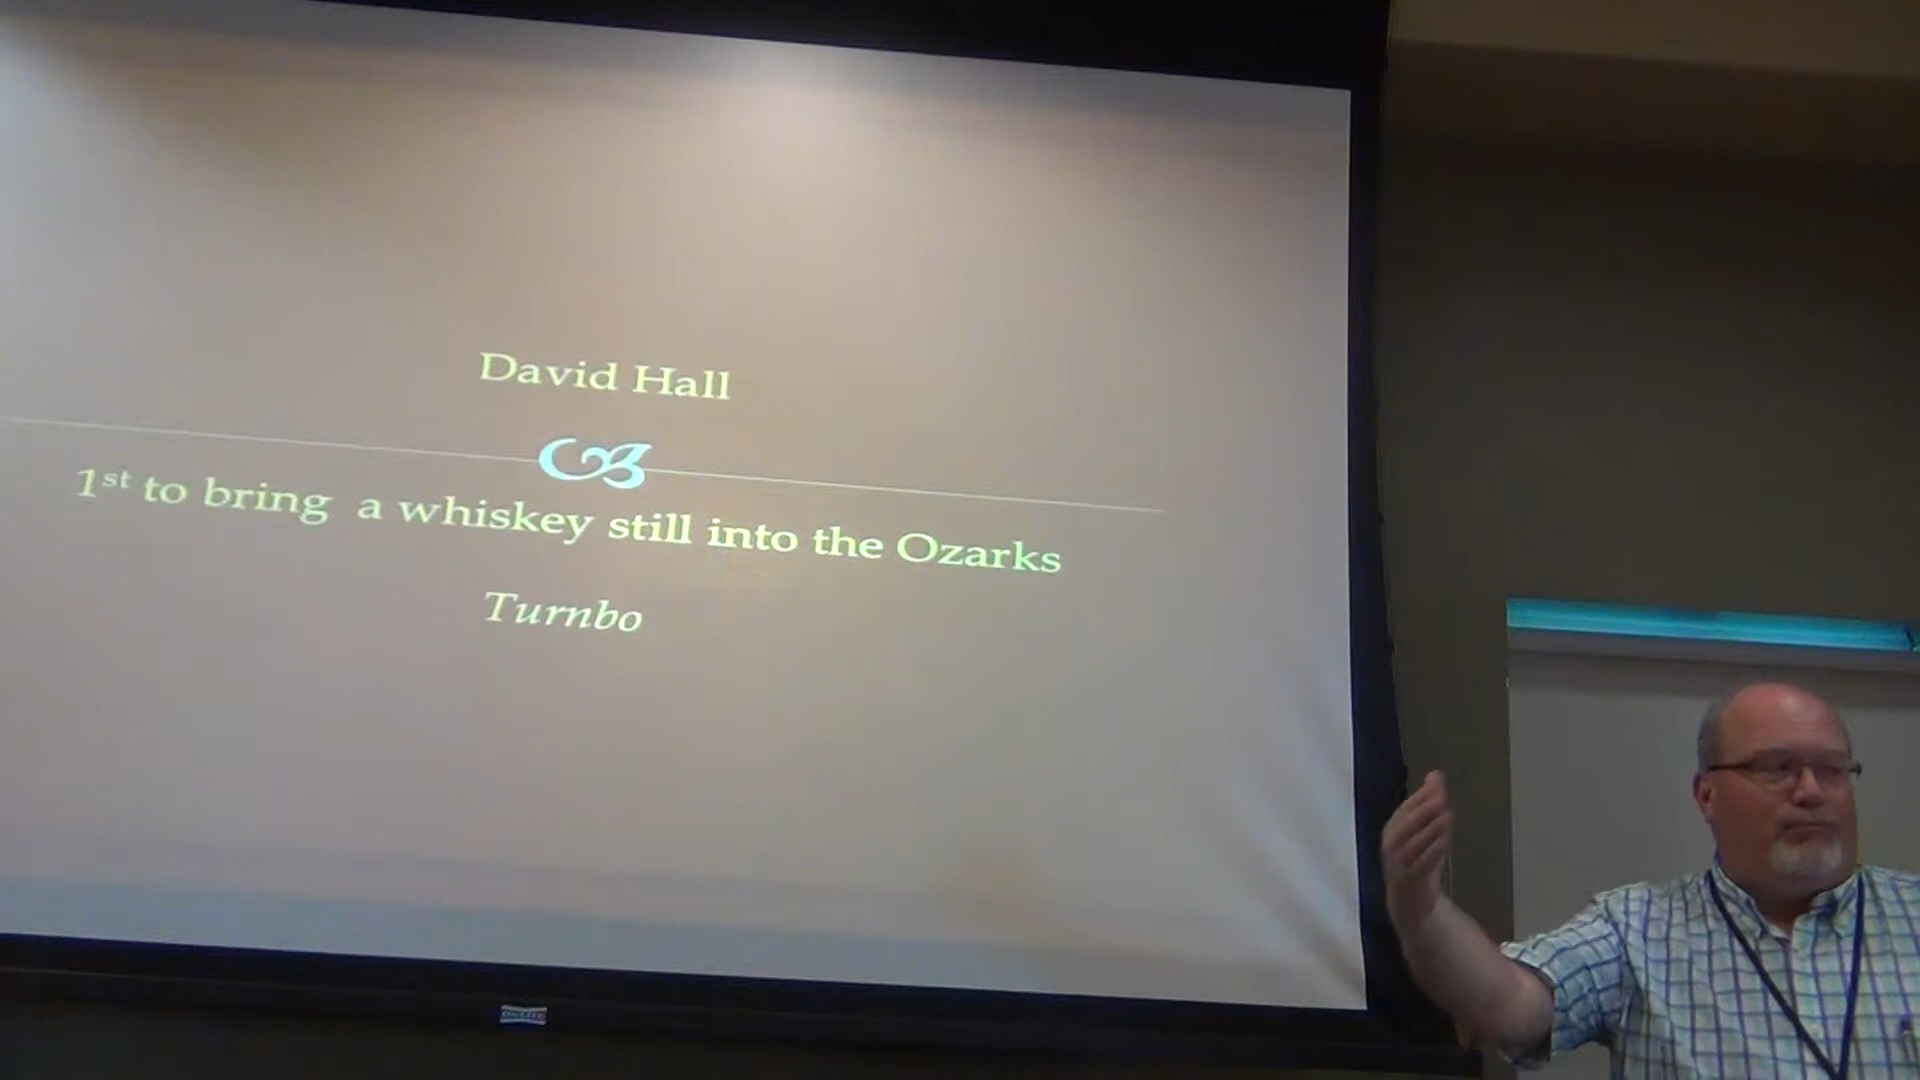 David Hall
1st to bring a whiskey still into the Ozarks
Turnbo